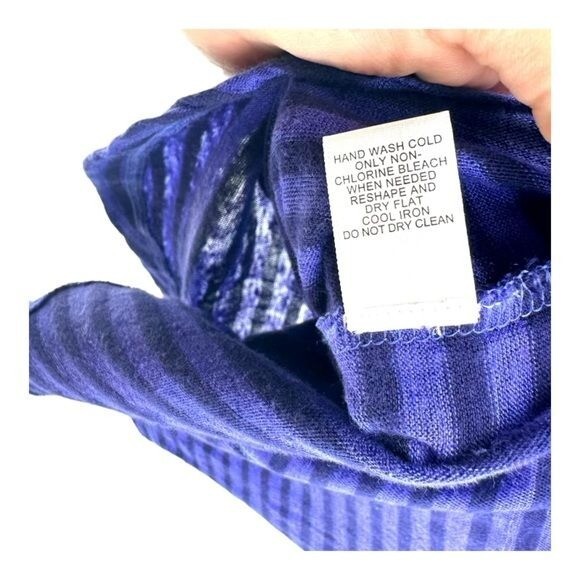 HAND WASH COLD
ONLY NON-
CHLORINE BLEACH
WHEN NEEDED
RESHAPE AND
DRY FLAT
COOL IRON
DO NOT DRY CLEAN